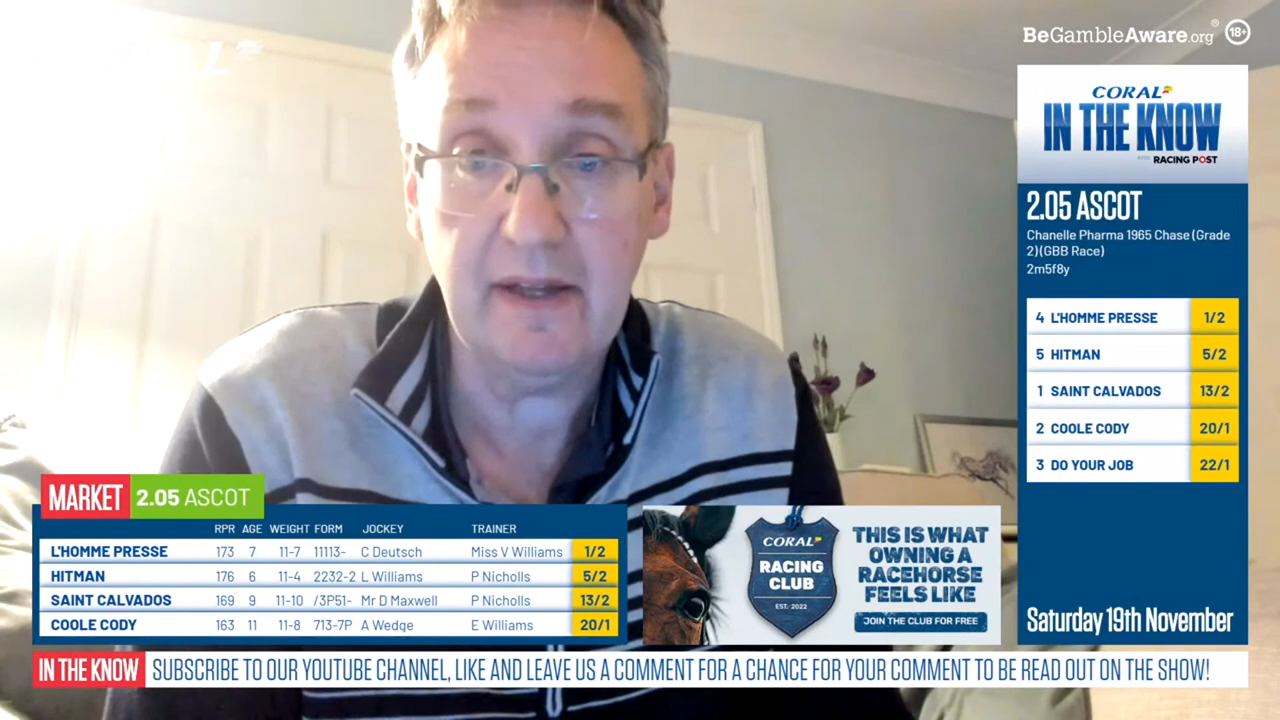 BeGambleAware.org® 18+
CORAL
IN THE KNOW
WITH RACING POST
2.05 ASCOT
Chanelle Pharma 1965 Chase (Grade
2) (GBB Race)
2m5f8y
4 L'HOMME PRESSE 1/2
5 HITMAN 5/2
1 SAINT CALVADOS 13/2
2 COOLE CODY 20/1
3 DO YOUR JOB 22/1
Saturday 19th November
MARKET 2.05 ASCOT
RPR AGE WEIGHT FORM JOCKEY TRAINER
L'HOMME PRESSE 173 7 11-7 11113- C Deutsch Miss V Williams 1/2
HITMAN 176 6 11-4 2232-2 L Williams P Nicholls 5/2
SAINT CALVADOS 169 9 11-10 /3P51- Mr D Maxwell P Nicholls 13/2
COOLE CODY 163 11 11-8 713-7P A Wedge E Williams 20/1
CORAL
RACING
CLUB
EST. 2022
THIS IS WHAT
OWNING A
RACEHORSE
FEELS LIKE
JOIN THE CLUB FOR FREE
IN THE KNOW SUBSCRIBE TO OUR YOUTUBE CHANNEL, LIKE AND LEAVE US A COMMENT FOR A CHANCE FOR YOUR COMMENT TO BE READ OUT ON THE SHOW!